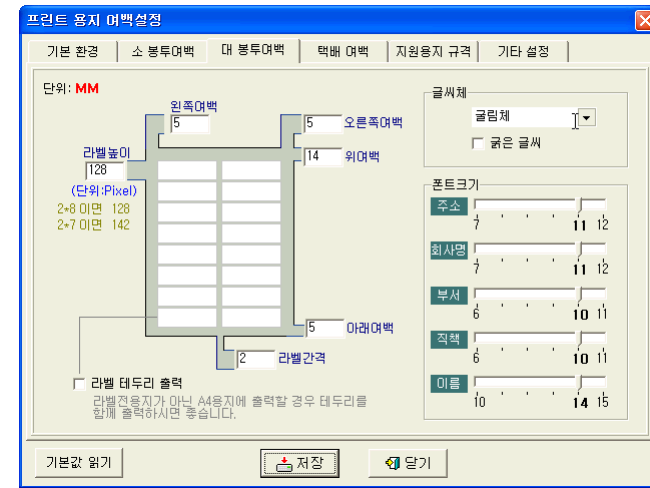 프린트 용지 여백설정
기본 환경
소 봉투여백
대 봉투여백
택배 여백
지원용지 규격
기타 설정
단위: MM
왼쪽여백
5
5 오른쪽여백
라벨높이
128
14 위여백
(단위:Pixel)
2*8 이면 128
2*7 이면 142
5 아래여백
2 라벨간격
라벨 테두리 출력
라벨전용지가 아닌 A4용지에 출력할 경우 테두리를
함께 출력하시면 좋습니다.
글씨체
굴림체
굵은 글씨
폰트크기
주소
7 11 12
회사명
7 11 12
부서
6 10 11
직책
6 10 11
이름
10 14 15
기본값 읽기
저장
닫기